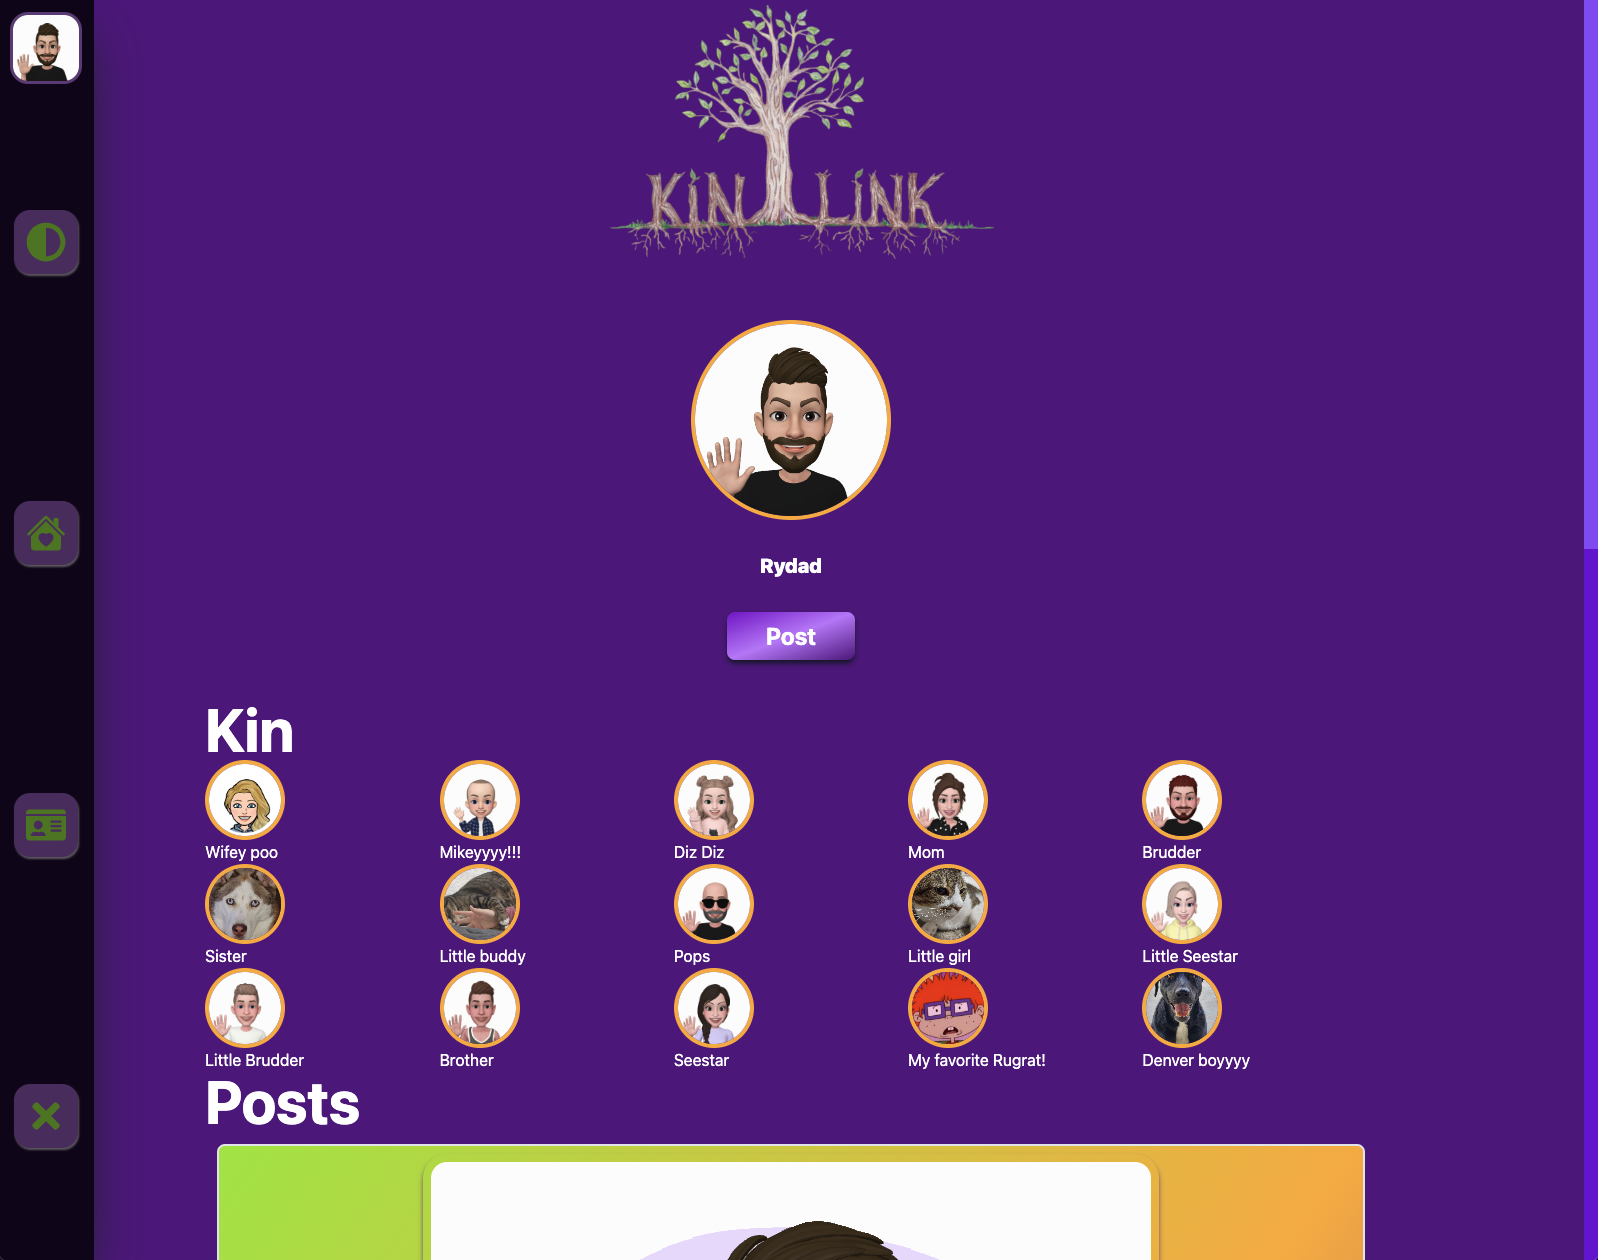 KIN LINK
Rydad
Post
Kin
Wifey poo
Mikeyyyy!!!
Diz Diz
Mom
Brudder
Sister
Little buddy
Pops
Little girl
Little Seestar
Little Brudder
Brother
Seestar
My favorite Rugrat!
Denver boyyyy
Posts